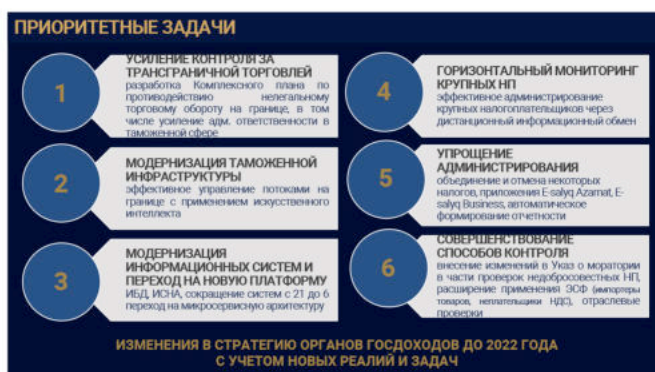 ПРИОРИТЕТНЫЕ ЗАДАЧИ
1
УСИЛЕНИЕ КОНТРОЛЯ ЗА
ТРАНСГРАНИЧНОЙ ТОРГОВЛЕЙ
разработка Комплексного плана по
противодействию нелегальному
торговому обороту на границе, в том
числе усиление адм. ответственности в
таможенной сфере
2
МОДЕРНИЗАЦИЯ ТАМОЖЕННОЙ
ИНФРАСТРУКТУРЫ
эффективное управление потоками на
границе с применением искусственного
интеллекта
3
МОДЕРНИЗАЦИЯ
ИНФОРМАЦИОННЫХ СИСТЕМ И
ПЕРЕХОД НА НОВУЮ ПЛАТФОРМУ
ИБД, ИСНА, сокращение систем с 21 до 6
переход на микросервисную архитектуру
4
ГОРИЗОНТАЛЬНЫЙ МОНИТОРИНГ
КРУПНЫХ НП
эффективное администрирование
крупных налогоплательщиков через
дистанционный информационный обмен
5
УПРОЩЕНИЕ
АДМИНИСТРИРОВАНИЯ
объединение и отмена некоторых
налогов, приложения E-salyq Azamat, E-
salyq Business, автоматическое
формирование отчетности
6
СОВЕРШЕНСТВОВАНИЕ
СПОСОБОВ КОНТРОЛЯ
внесение изменений в Указ о моратории
в части проверок недобросовестных НП,
расширение применения ЭСФ (импортеры
товаров, неплательщики НДС), отраслевые
проверки
ИЗМЕНЕНИЯ В СТРАТЕГИЮ ОРГАНОВ ГОСДОХОДОВ ДО 2022 ГОДА
С УЧЕТОМ НОВЫХ РЕАЛИЙ И ЗАДАЧ